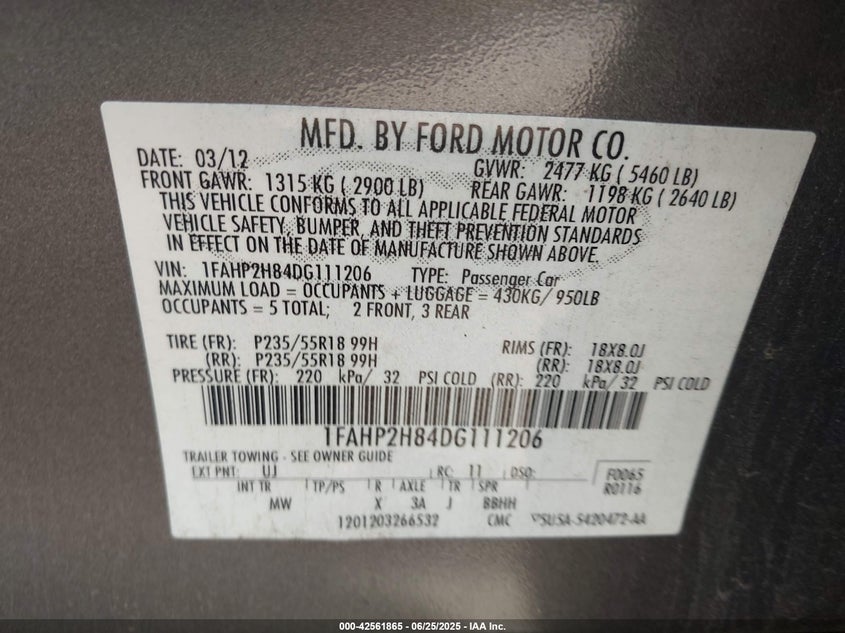 MFD. BY FORD MOTOR CO.
DATE: 03/12 GVWR: 2477 KG ( 5460 LB)
FRONT GAWR: 1315 KG ( 2900 LB) REAR GAWR: 1198 KG ( 2640 LB)
THIS VEHICLE CONFORMS TO ALL APPLICABLE FEDERAL MOTOR
VEHICLE SAFETY, BUMPER, AND THEFT PREVENTION STANDARDS
IN EFFECT ON THE DATE OF MANUFACTURE SHOWN ABOVE.
VIN: 1FAHP2H84DG111206 TYPE: Passenger Car
MAXIMUM LOAD = OCCUPANTS + LUGGAGE = 430KG/ 950LB
OCCUPANTS = 5 TOTAL; 2 FRONT, 3 REAR
TIRE (FR): P235/55R18 99H RIMS (FR): 18X8.0J
(RR): P235/55R18 99H (RR): 18X8.0J
PRESSURE (FR): 220 kPa/ 32 PSI COLD (RR): 220 kPa/ 32 PSI COLD
1FAHP2H84DG111206
TRAILER TOWING - SEE OWNER GUIDE
EXT PNT: UJ RC: 11 DSO: F0065
R0116
INT TR TP/PS R AXLE TR SPR
MW X 3A J BBHH
1201203266532 CMC 5U5A-5420472-AA
000-42561865 - 06/25/2025 - IAA Inc.